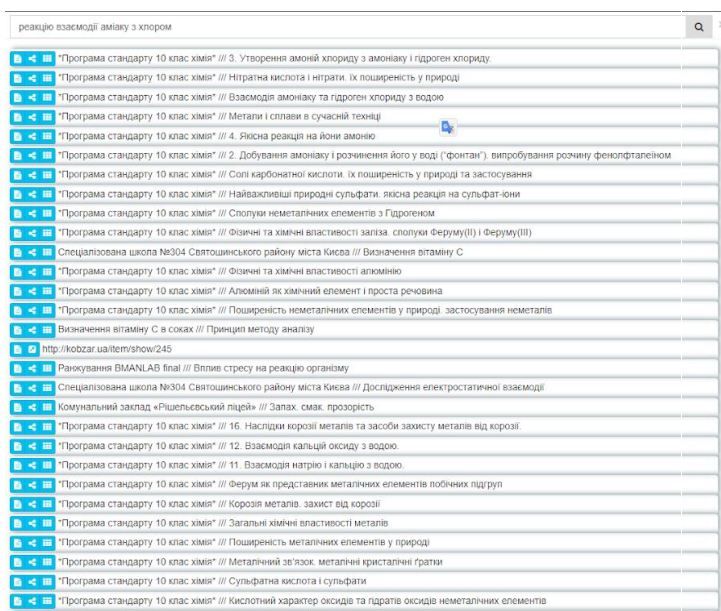 реакцію взаємодії аміаку з хлором
"Програма стандарту 10 клас хімія" /// 3. Утворення амоній хлориду з амоніаку і гідроген хлориду.
"Програма стандарту 10 клас хімія" /// Нітратна кислота і нітрати. їх поширеність у природі
"Програма стандарту 10 клас хімія" /// Взаємодія амоніаку та гідроген хлориду з водою
"Програма стандарту 10 клас хімія" /// Метали і сплави в сучасній техніці
"Програма стандарту 10 клас хімія" /// 4. Якісна реакція на йони амонію
"Програма стандарту 10 клас хімія" /// 2. Добування амоніаку і розчинення його у воді ("фонтан"). випробування розчину фенолфталеїном
"Програма стандарту 10 клас хімія" /// Солі карбонатної кислоти. їх поширеність у природі та застосування
"Програма стандарту 10 клас хімія" /// Найважливіші природні сульфати. якісна реакція на сульфат-іони
"Програма стандарту 10 клас хімія" /// Сполуки неметалічних елементів з Гідрогеном
"Програма стандарту 10 клас хімія" /// Фізичні та хімічні властивості заліза. сполуки Феруму(ІІ) і Феруму(ІІІ)
Спеціалізована школа №304 Святошинського району міста Києва /// Визначення вітаміну С
"Програма стандарту 10 клас хімія" /// Фізичні та хімічні властивості алюмінію
"Програма стандарту 10 клас хімія" /// Алюміній як хімічний елемент і проста речовина
"Програма стандарту 10 клас хімія" /// Поширеність неметалічних елементів у природі. застосування неметалів
Визначення вітаміну С в соках /// Принцип методу аналізу
http://kobzar.ua/item/show/245
Ранжування BMANLAB final /// Вплив стресу на реакцію організму
Спеціалізована школа №304 Святошинського району міста Києва /// Дослідження електростатичної взаємодії
Комунальний заклад «Рішельєвський ліцей» /// Запах. смак. прозорість
"Програма стандарту 10 клас хімія" /// 16. Наслідки корозії металів та засоби захисту металів від корозії.
"Програма стандарту 10 клас хімія" /// 12. Взаємодія кальцій оксиду з водою.
"Програма стандарту 10 клас хімія" /// 11. Взаємодія натрію і кальцію з водою.
"Програма стандарту 10 клас хімія" /// Ферум як представник металічних елементів побічних підгруп
"Програма стандарту 10 клас хімія" /// Корозія металів. захист від корозії
"Програма стандарту 10 клас хімія" /// Загальні хімічні властивості металів
"Програма стандарту 10 клас хімія" /// Поширеність металічних елементів у природі
"Програма стандарту 10 клас хімія" /// Металічний зв'язок. металічні кристалічні ґратки
"Програма стандарту 10 клас хімія" /// Сульфатна кислота і сульфати
"Програма стандарту 10 клас хімія" /// Кислотний характер оксидів та гідратів оксидів неметалічних елементів